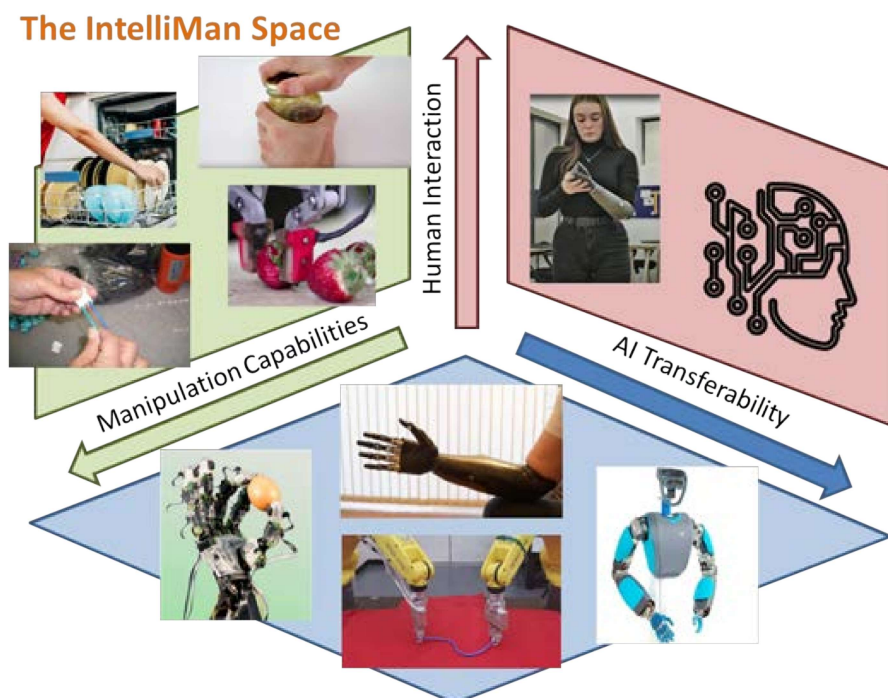 The IntelliMan Space
Human Interaction
Manipulation Capabilities
AI Transferability